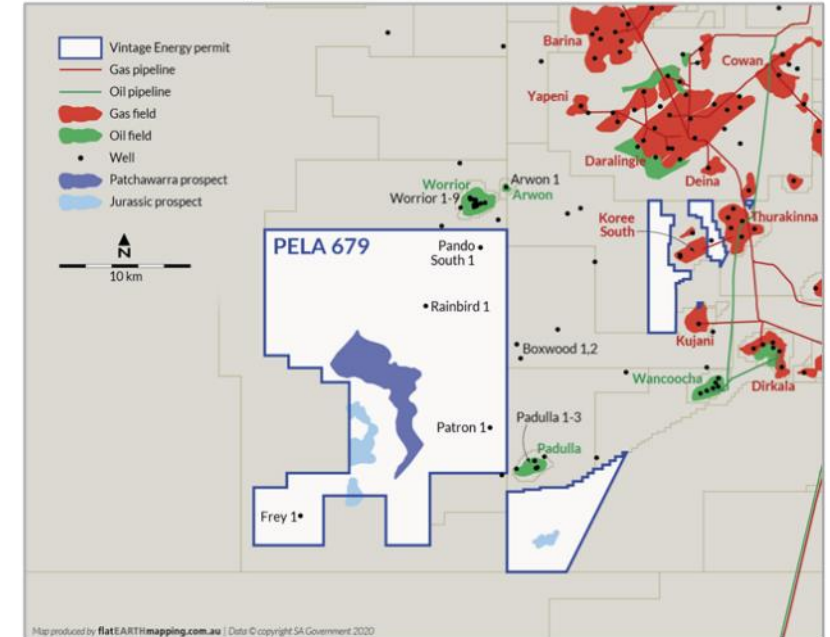 Vintage Energy permit
Gas pipeline
Oil pipeline
Gas field
Oil field
Well
Patchawarra prospect
Jurassic prospect
N
10 km
Barina
Cowan
Yapeni
Daralingie
Deina
Worrior
Arwon 1
Worrior 1-9
Arwon
Koree
South
Thurakinna
PELA 679
Pando
South 1
Rainbird 1
Kujani
Boxwood 1,2
Wancoocha
Dirkala
Padulla 1-3
Patron 1
Padulla
Frey 1
Map produced by flatEARTHmapping.com.au | Data © copyright SA Government 2020